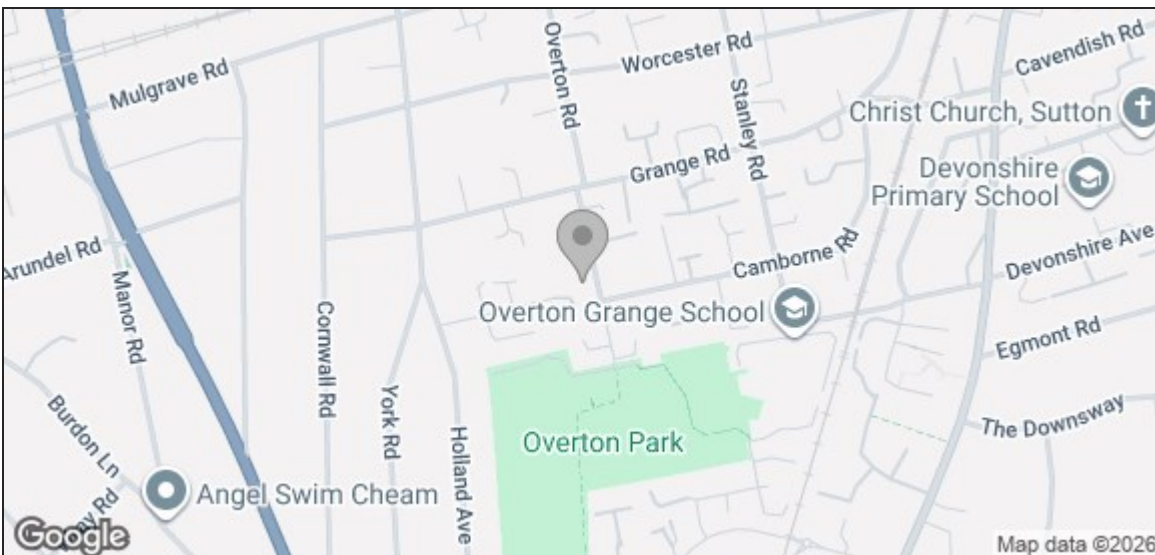 Mulgrave Rd
Overton Rd
Worcester Rd
Cavendish Rd
Stanley Rd
Christ Church, Sutton
Grange Rd
Devonshire
Primary School
Arundel Rd
Manor Rd
Camborne Rd
Devonshire Ave
Cornwall Rd
Overton Grange School
Egmont Rd
York Rd
Holland Ave
Burdon Ln
The Downsway
Overton Park
Angel Swim Cheam
Google
Map data ©2026